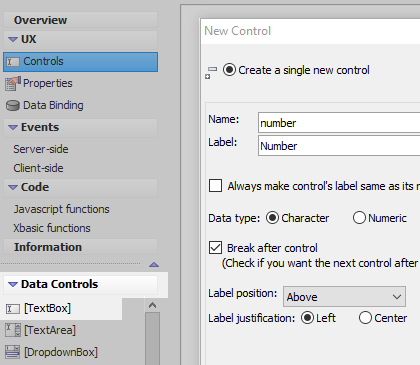 Overview
UX
Controls
Properties
Data Binding
Events
Server-side
Client-side
Code
Javascript functions
Xbasic functions
Information
Data Controls
[TextBox]
[TextArea]
[DropdownBox]
New Control
Create a single new control
Name: number
Label: Number
Always make control's label same as its
Data type: Character Numeric
Break after control
(Check if you want the next control after
Label position: Above
Label justification: Left Center